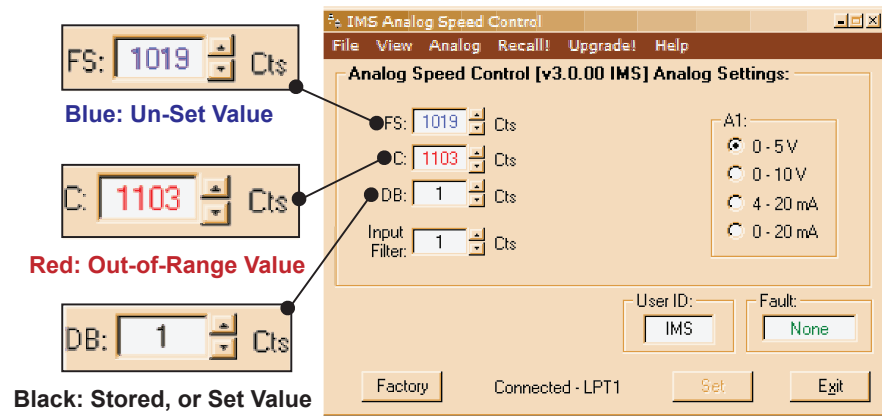 FS: 1019 Cts
Blue: Un-Set Value
C: 1103 Cts
Red: Out-of-Range Value
DB: 1 Cts
Black: Stored, or Set Value
IMS Analog Speed Control
File View Analog Recall! Upgrade! Help
Analog Speed Control [v3.0.00 IMS] Analog Settings:
FS: 1019 Cts
C: 1103 Cts
DB: 1 Cts
Input
Filter: 1 Cts
A1:
0 - 5 V
0 - 10 V
4 - 20 mA
0 - 20 mA
User ID:
IMS
Fault:
None
Factory
Connected - LPT1
Set
Exit